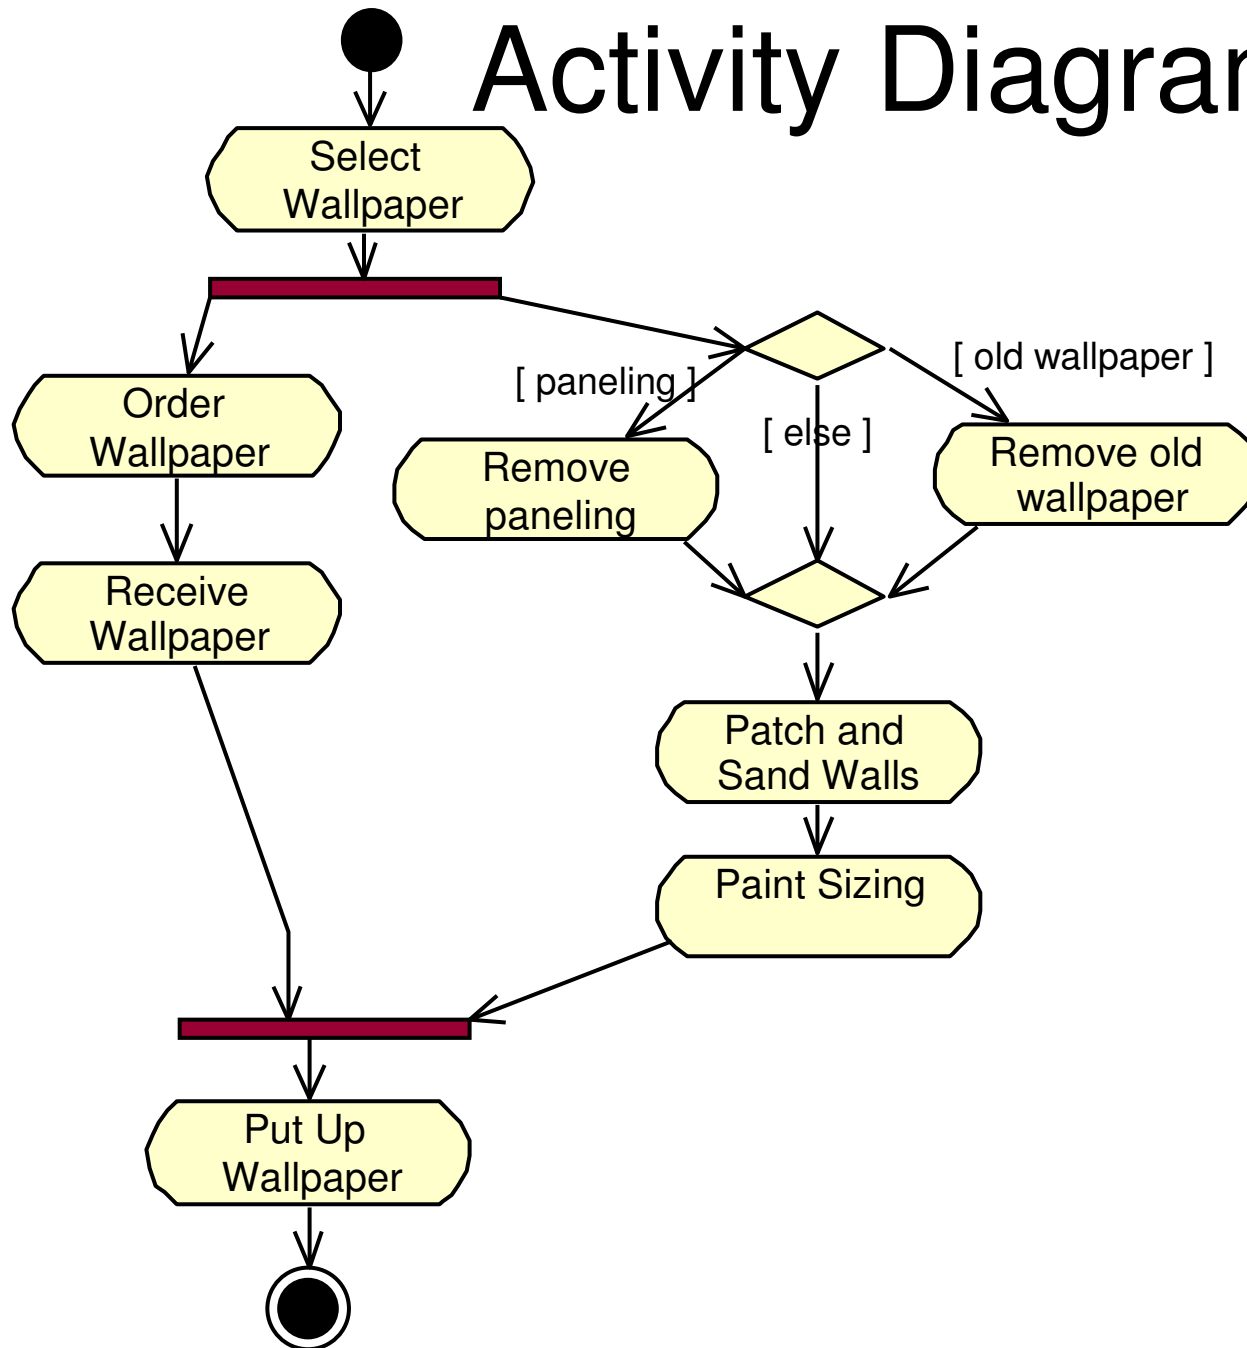 Activity Diagram
Select
Wallpaper
[ old wallpaper ]
[ paneling ]
Order
Wallpaper
[ else ]
Remove
paneling
Remove old
wallpaper
Receive
Wallpaper
Patch and
Sand Walls
Paint Sizing
Put Up
Wallpaper